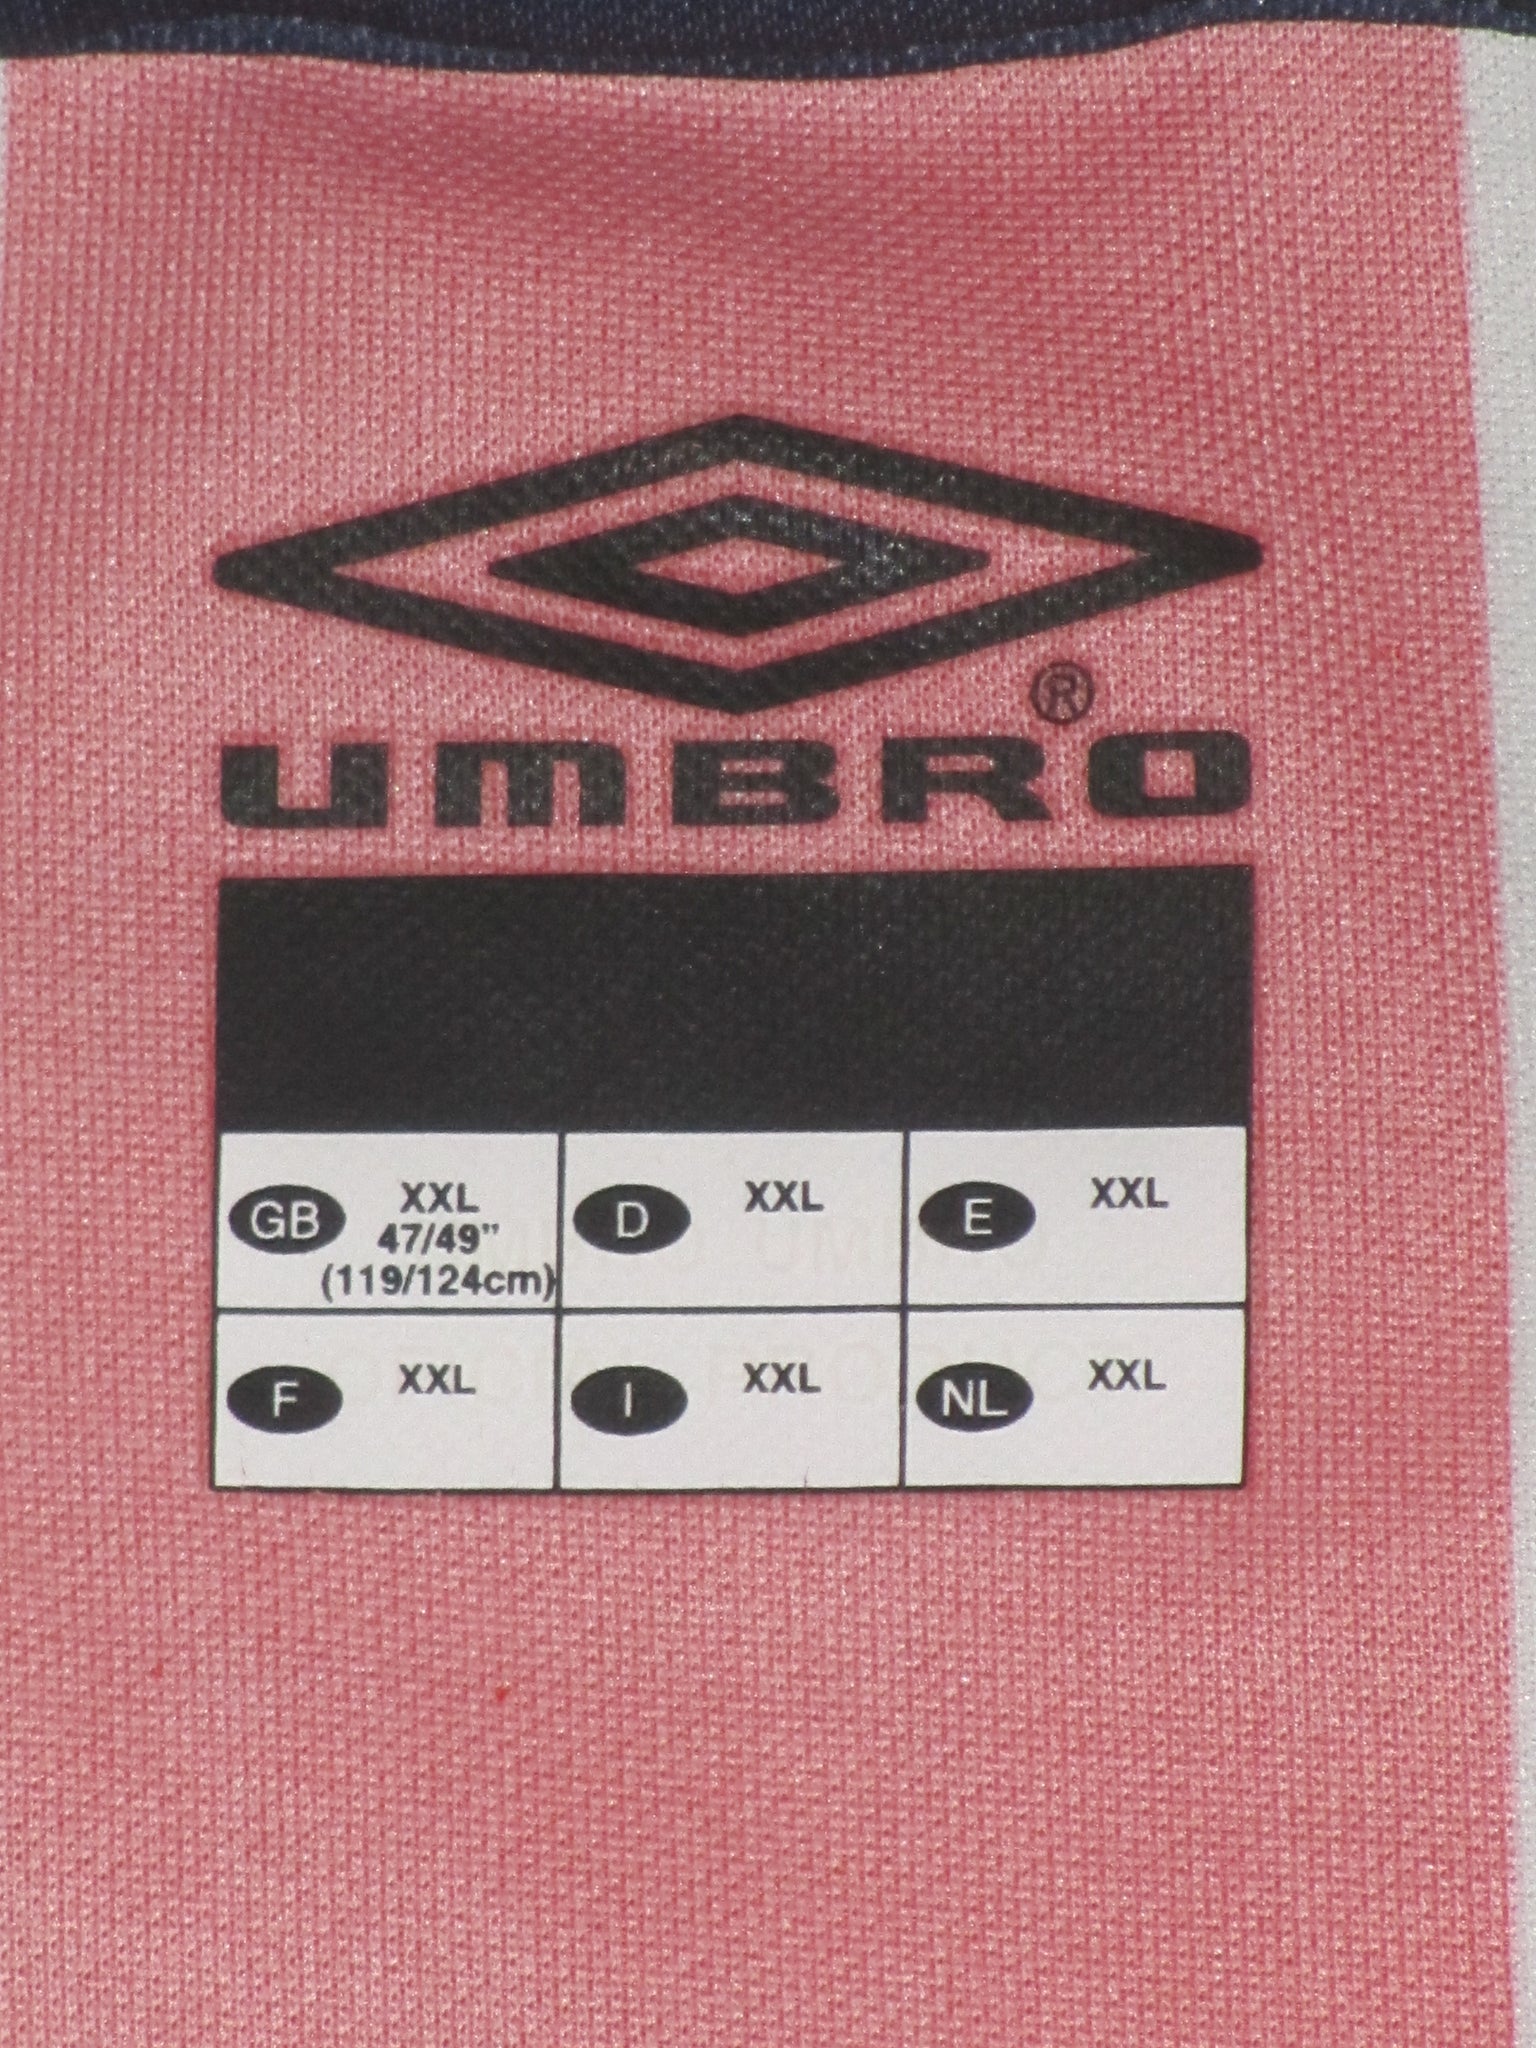 ®
UMBRO
GB XXL D XXL E XXL
47/49”
(119/124cm)
F XXL I XXL NL XXL